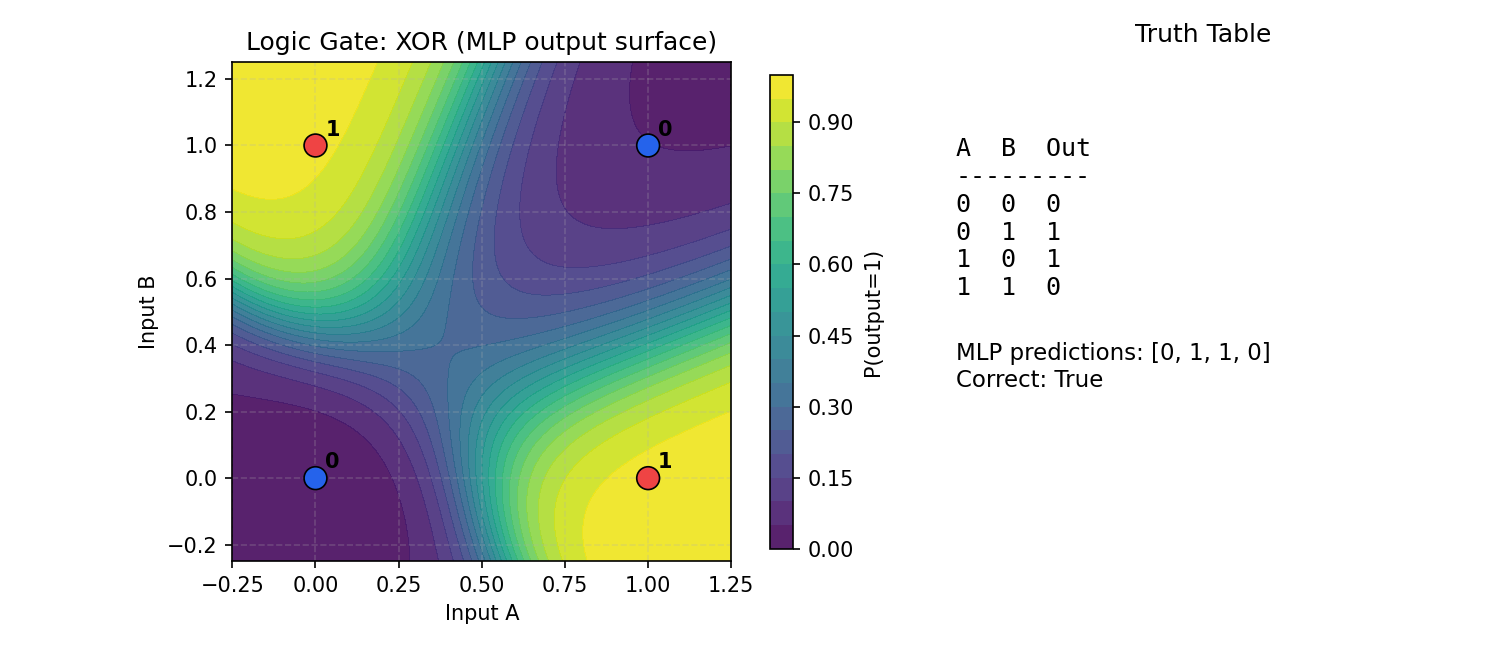 Logic Gate: XOR (MLP output surface)
1.2
1.0
0.8
0.6
0.4
0.2
0.0
−0.2
Input B
1
0
0
1
−0.25
0.00
0.25
0.50
0.75
1.00
1.25
Input A
0.90
0.75
0.60
0.45
0.30
0.15
0.00
P(output=1)
Truth Table
A  B  Out
---------
0  0  0
0  1  1
1  0  1
1  1  0
MLP predictions: [0, 1, 1, 0]
Correct: True